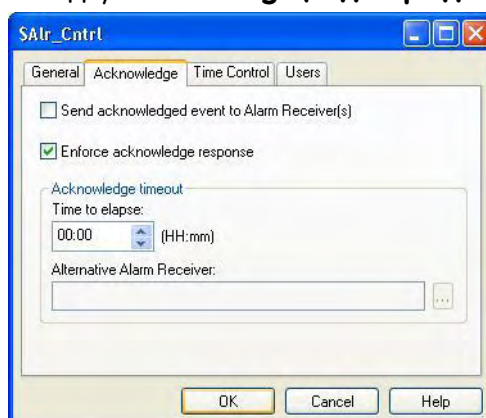 $Alr_Cntrl
General Acknowledge Time Control Users
Send acknowledged event to Alarm Receiver(s)
Enforce acknowledge response
Acknowledge timeout
Time to elapse:
00:00 (HH:mm)
Alternative Alarm Receiver:
...
OK Cancel Help